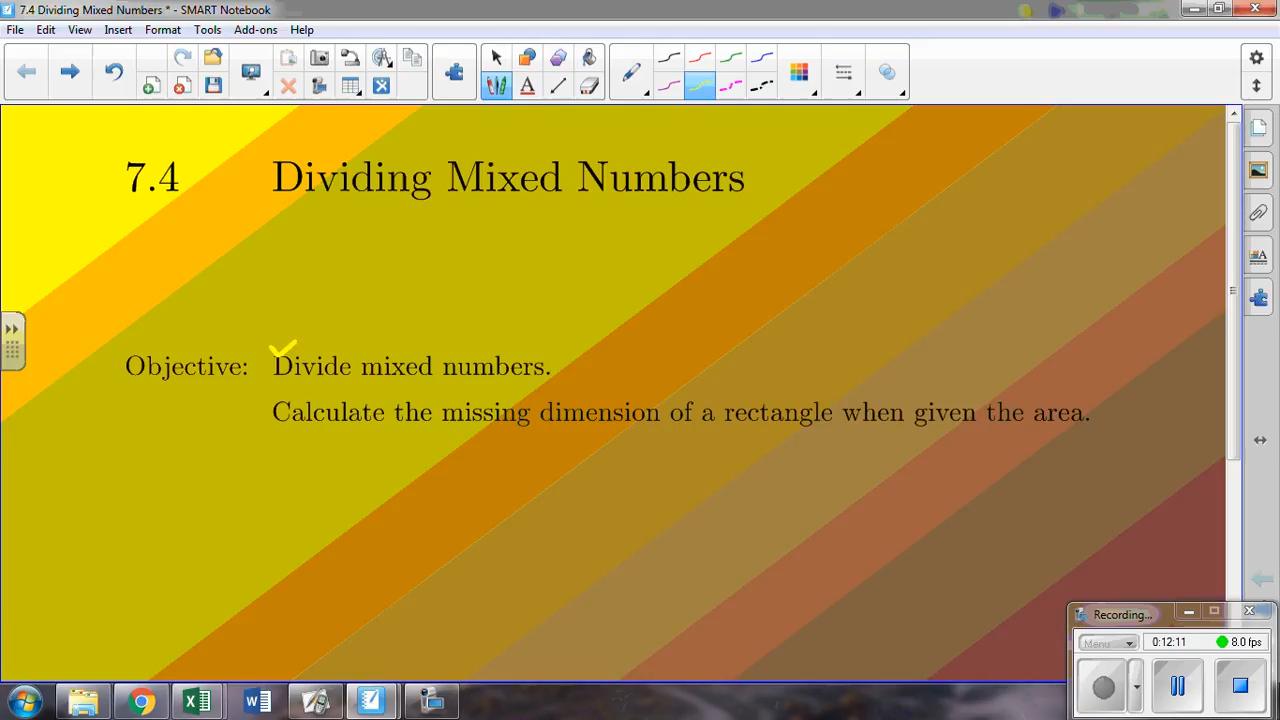 7.4 Dividing Mixed Numbers * - SMART Notebook
File Edit View Insert Format Tools Add-ons Help
7.4 Dividing Mixed Numbers
Objective: Divide mixed numbers.
Calculate the missing dimension of a rectangle when given the area.
Recording...
Menu 0:12:11 8.0 fps